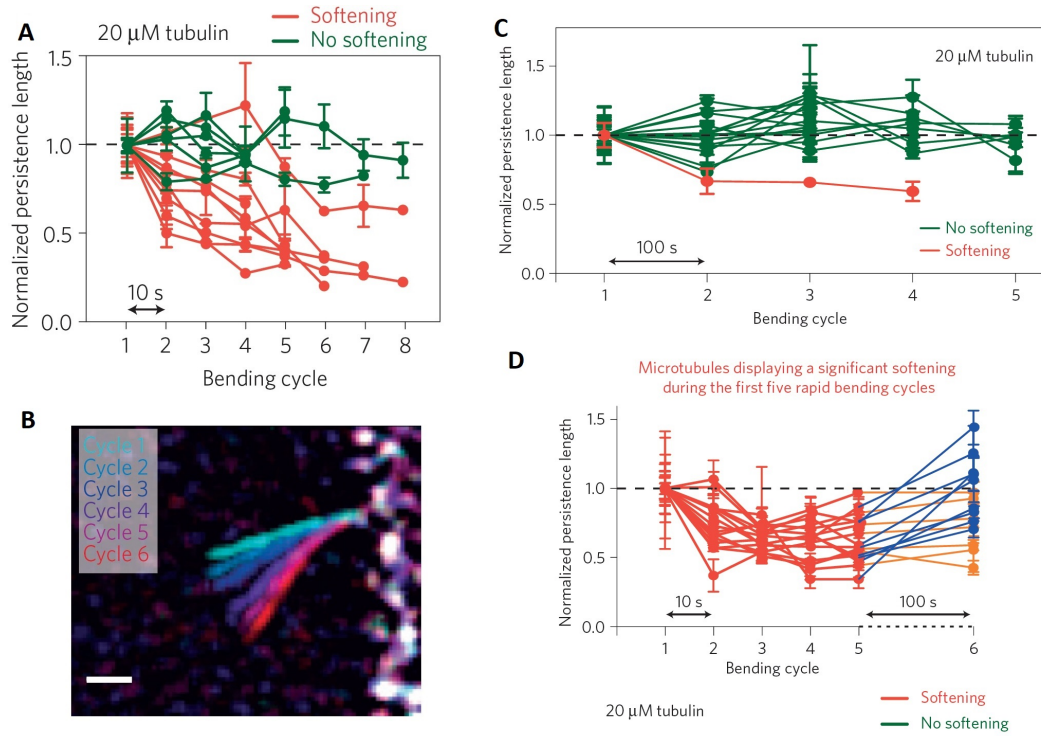 A
20 µM tubulin
Softening
No softening
Normalized persistence length
1.5
1.0
0.5
0.0
10 s
1 2 3 4 5 6 7 8
Bending cycle
B
Cycle 1
Cycle 2
Cycle 3
Cycle 4
Cycle 5
Cycle 6
C
20 µM tubulin
Normalized persistence length
1.5
1.0
0.5
0.0
No softening
Softening
100 s
1 2 3 4 5
Bending cycle
D
Microtubules displaying a significant softening
during the first five rapid bending cycles
Normalized persistence length
1.5
1.0
0.5
0.0
10 s
100 s
1 2 3 4 5 6
Bending cycle
Softening
20 µM tubulin
No softening